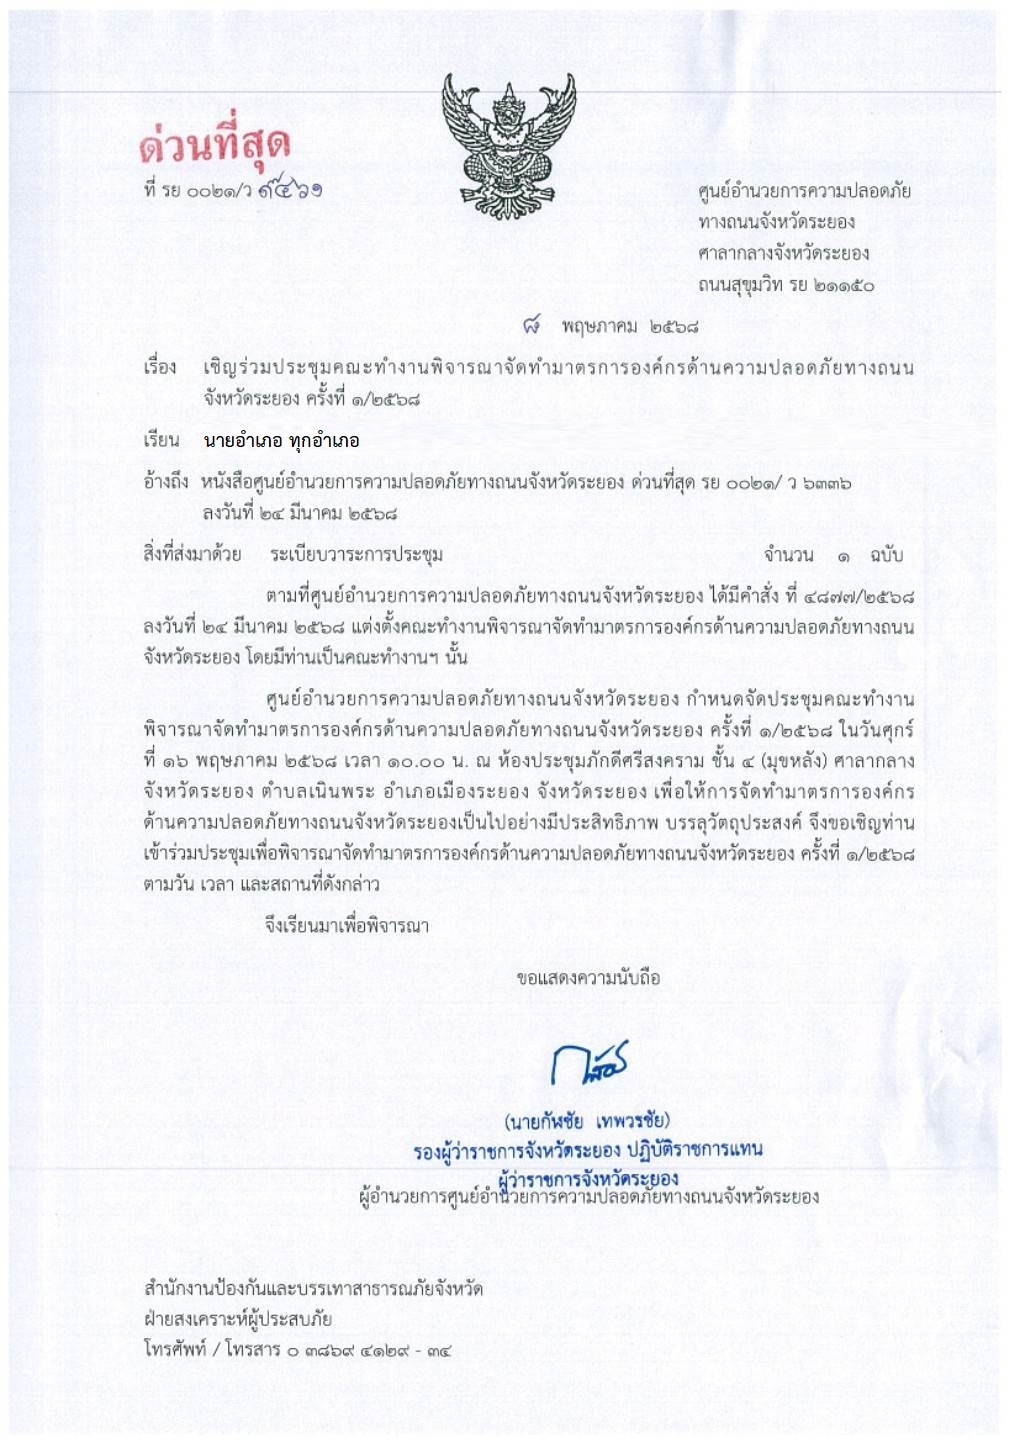 ด่วนที่สุด
ที่ รย ๐๐๒๑/ว ๙๔๖๑
ศูนย์อำนวยการความปลอดภัย
ทางถนนจังหวัดระยอง
ศาลากลางจังหวัดระยอง
ถนนสุขุมวิท รย ๒๑๑๕๐
๘ พฤษภาคม ๒๕๖๘
เรื่อง เชิญร่วมประชุมคณะทำงานพิจารณาจัดทำมาตรการองค์กรด้านความปลอดภัยทางถนน
จังหวัดระยอง ครั้งที่ ๑/๒๕๖๘
เรียน นายอำเภอ ทุกอำเภอ
อ้างถึง หนังสือศูนย์อำนวยการความปลอดภัยทางถนนจังหวัดระยอง ด่วนที่สุด รย ๐๐๒๑/ ว ๖๓๓๖
ลงวันที่ ๒๔ มีนาคม ๒๕๖๘
สิ่งที่ส่งมาด้วย ระเบียบวาระการประชุม จำนวน ๑ ฉบับ
ตามที่ศูนย์อำนวยการความปลอดภัยทางถนนจังหวัดระยอง ได้มีคำสั่ง ที่ ๔๘๗๗/๒๕๖๘
ลงวันที่ ๒๔ มีนาคม ๒๕๖๘ แต่งตั้งคณะทำงานพิจารณาจัดทำมาตรการองค์กรด้านความปลอดภัยทางถนน
จังหวัดระยอง โดยมีท่านเป็นคณะทำงานฯ นั้น
ศูนย์อำนวยการความปลอดภัยทางถนนจังหวัดระยอง กำหนดจัดประชุมคณะทำงาน
พิจารณาจัดทำมาตรการองค์กรด้านความปลอดภัยทางถนนจังหวัดระยอง ครั้งที่ ๑/๒๕๖๘ ในวันศุกร์
ที่ ๑๖ พฤษภาคม ๒๕๖๘ เวลา ๑๐.๐๐ น. ณ ห้องประชุมภักดีศรีสงคราม ชั้น ๔ (มุขหลัง) ศาลากลาง
จังหวัดระยอง ตำบลเนินพระ อำเภอเมืองระยอง จังหวัดระยอง เพื่อให้การจัดทำมาตรการองค์กร
ด้านความปลอดภัยทางถนนจังหวัดระยองเป็นไปอย่างมีประสิทธิภาพ บรรลุวัตถุประสงค์ จึงขอเชิญท่าน
เข้าร่วมประชุมเพื่อพิจารณาจัดทำมาตรการองค์กรด้านความปลอดภัยทางถนนจังหวัดระยอง ครั้งที่ ๑/๒๕๖๘
ตามวัน เวลา และสถานที่ดังกล่าว
จึงเรียนมาเพื่อพิจารณา
ขอแสดงความนับถือ
(นายกัฬชัย เทพวรชัย)
รองผู้ว่าราชการจังหวัดระยอง ปฏิบัติราชการแทน
ผู้ว่าราชการจังหวัดระยอง
ผู้อำนวยการศูนย์อำนวยการความปลอดภัยทางถนนจังหวัดระยอง
สำนักงานป้องกันและบรรเทาสาธารณภัยจังหวัด
ฝ่ายสงเคราะห์ผู้ประสบภัย
โทรศัพท์ / โทรสาร ๐ ๓๘๖๙ ๔๑๒๙ - ๓๔